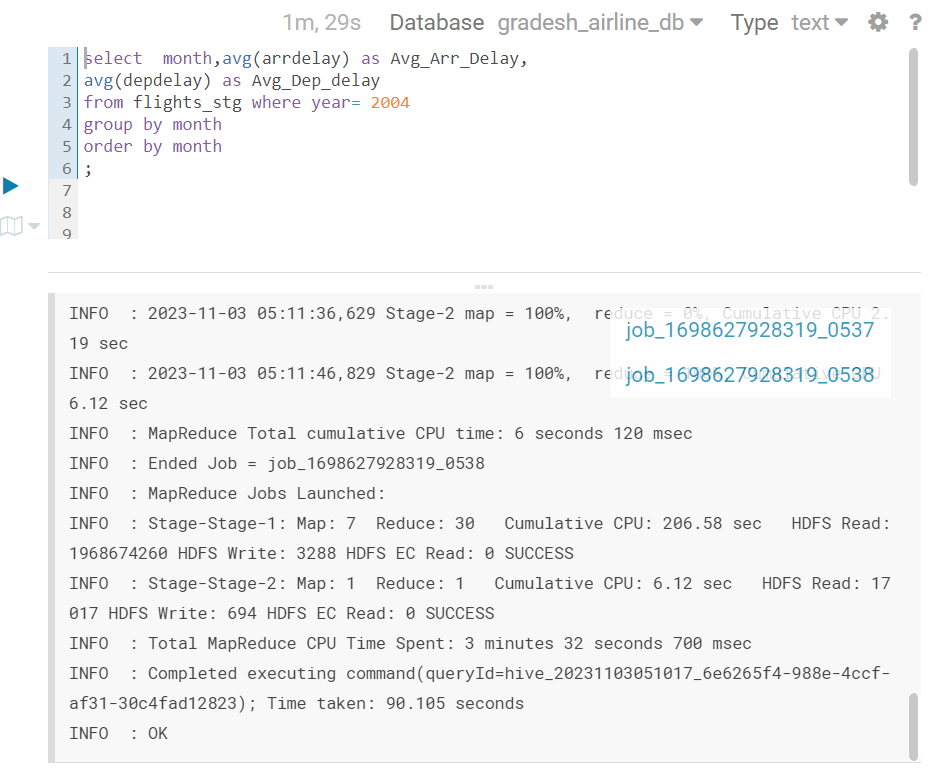 1m, 29s Database gradesh_airline_db Type text ?
1 select  month,avg(arrdelay) as Avg_Arr_Delay,
2 avg(depdelay) as Avg_Dep_delay
3 from flights_stg where year= 2004
4 group by month
5 order by month
6 ;
7
8
9
INFO  : 2023-11-03 05:11:36,629 Stage-2 map = 100%,  reduce = 0%, Cumulative CPU 2.
19 sec
job_1698627928319_0537
INFO  : 2023-11-03 05:11:46,829 Stage-2 map = 100%,  re
job_1698627928319_0538
6.12 sec
INFO  : MapReduce Total cumulative CPU time: 6 seconds 120 msec
INFO  : Ended Job = job_1698627928319_0538
INFO  : MapReduce Jobs Launched:
INFO  : Stage-Stage-1: Map: 7  Reduce: 30   Cumulative CPU: 206.58 sec   HDFS Read:
1968674260 HDFS Write: 3288 HDFS EC Read: 0 SUCCESS
INFO  : Stage-Stage-2: Map: 1  Reduce: 1   Cumulative CPU: 6.12 sec   HDFS Read: 17
017 HDFS Write: 694 HDFS EC Read: 0 SUCCESS
INFO  : Total MapReduce CPU Time Spent: 3 minutes 32 seconds 700 msec
INFO  : Completed executing command(queryId=hive_20231103051017_6e6265f4-988e-4ccf-
af31-30c4fad12823); Time taken: 90.105 seconds
INFO  : OK